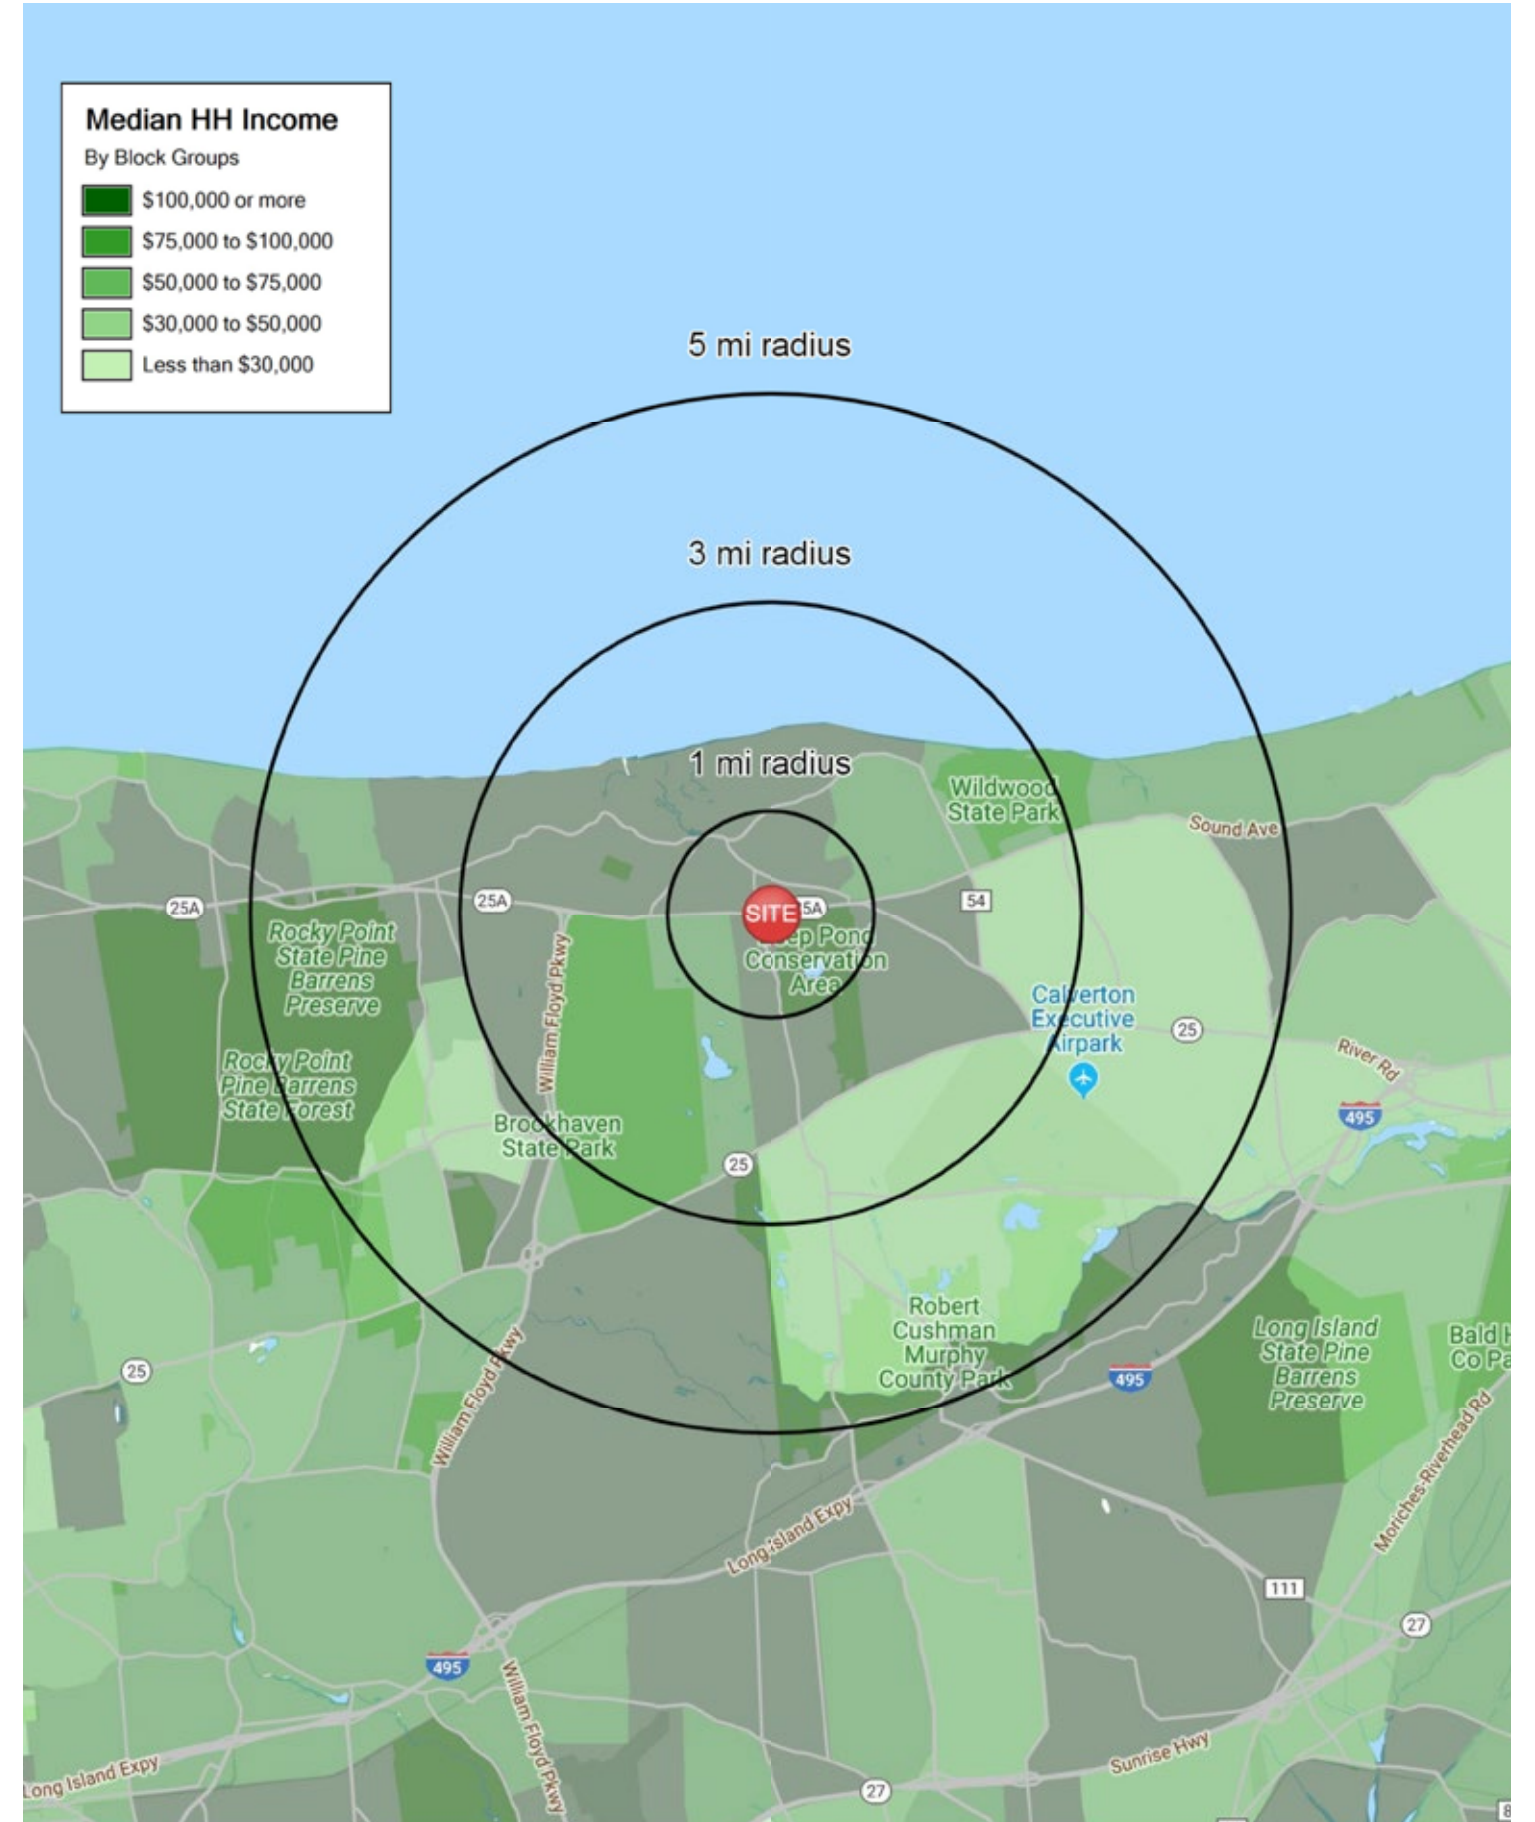 Median HH Income
By Block Groups
$100,000 or more
$75,000 to $100,000
$50,000 to $75,000
$30,000 to $50,000
Less than $30,000
5 mi radius
3 mi radius
1 mi radius
Wildwood
State Park
Sound Ave
25A
25A
SITE
5A
54
Rocky Point
State Pine
Barrens
Preserve
William Floyd Pkwy
Pond
Conservation
Area
Calverton
Executive
Airpark
25
River Rd
Rocky Point
Pine Barrens
State Forest
Brookhaven
State Park
495
25
Robert
Cushman
Murphy
County Park
Long Island
State Pine
Barrens
Preserve
Bald
Co
25
William Floyd Pkwy
495
Moriches-Riverhead Rd
Long Island Expy
111
27
495
William Floyd Pkwy
Sunrise Hwy
Long Island Expy
27
8